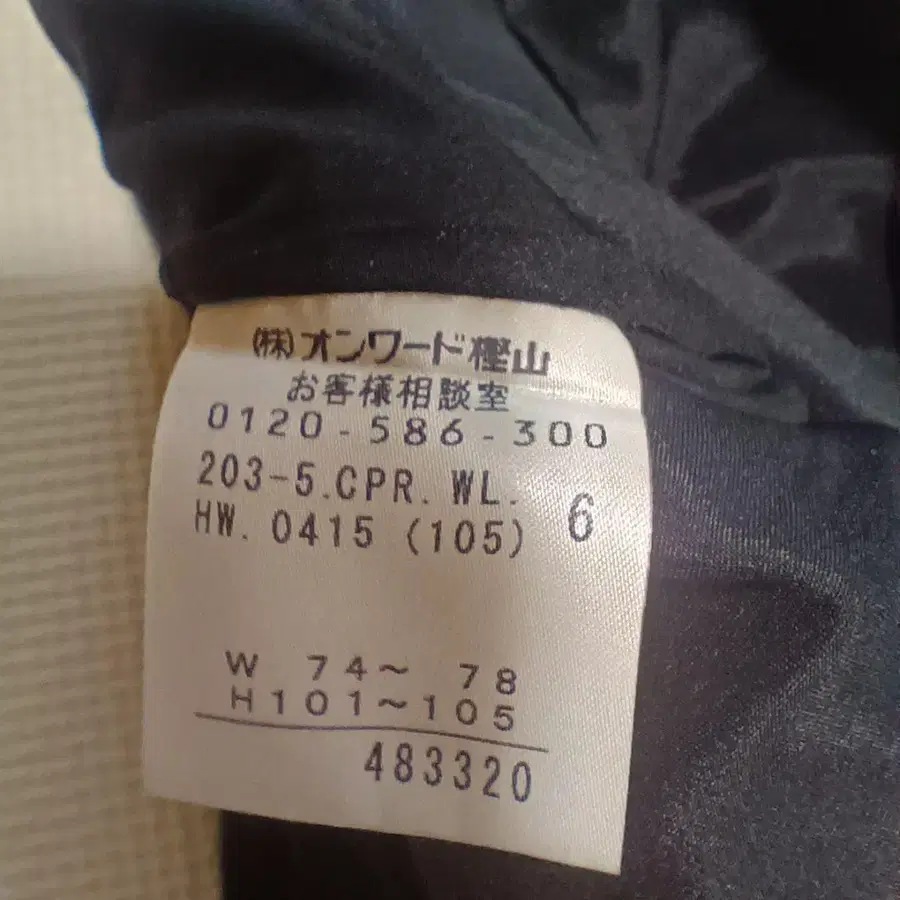 (株)オンワード樫山
お客様相談室
0120-586-300
203-5.CPR.WL. 6
HW.0415 (105)
W 74〜 78
H101〜105
483320